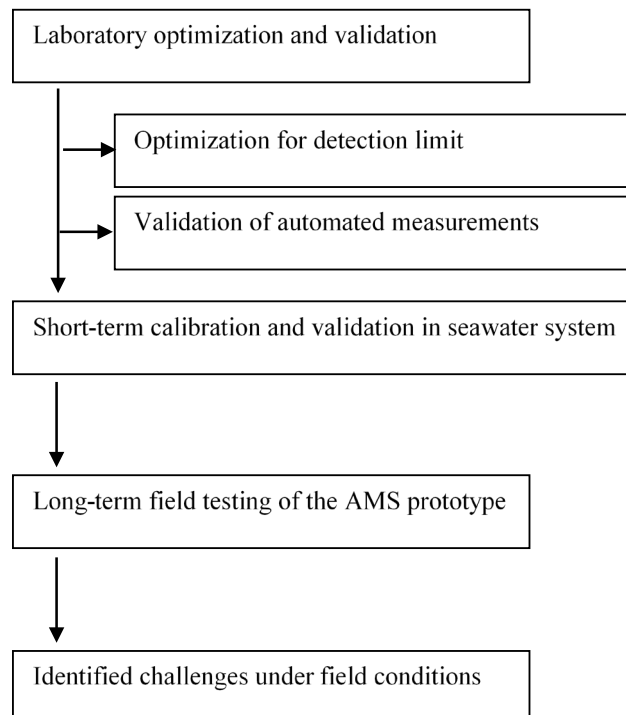 Laboratory optimization and validation
Optimization for detection limit
Validation of automated measurements
Short-term calibration and validation in seawater system
Long-term field testing of the AMS prototype
Identified challenges under field conditions